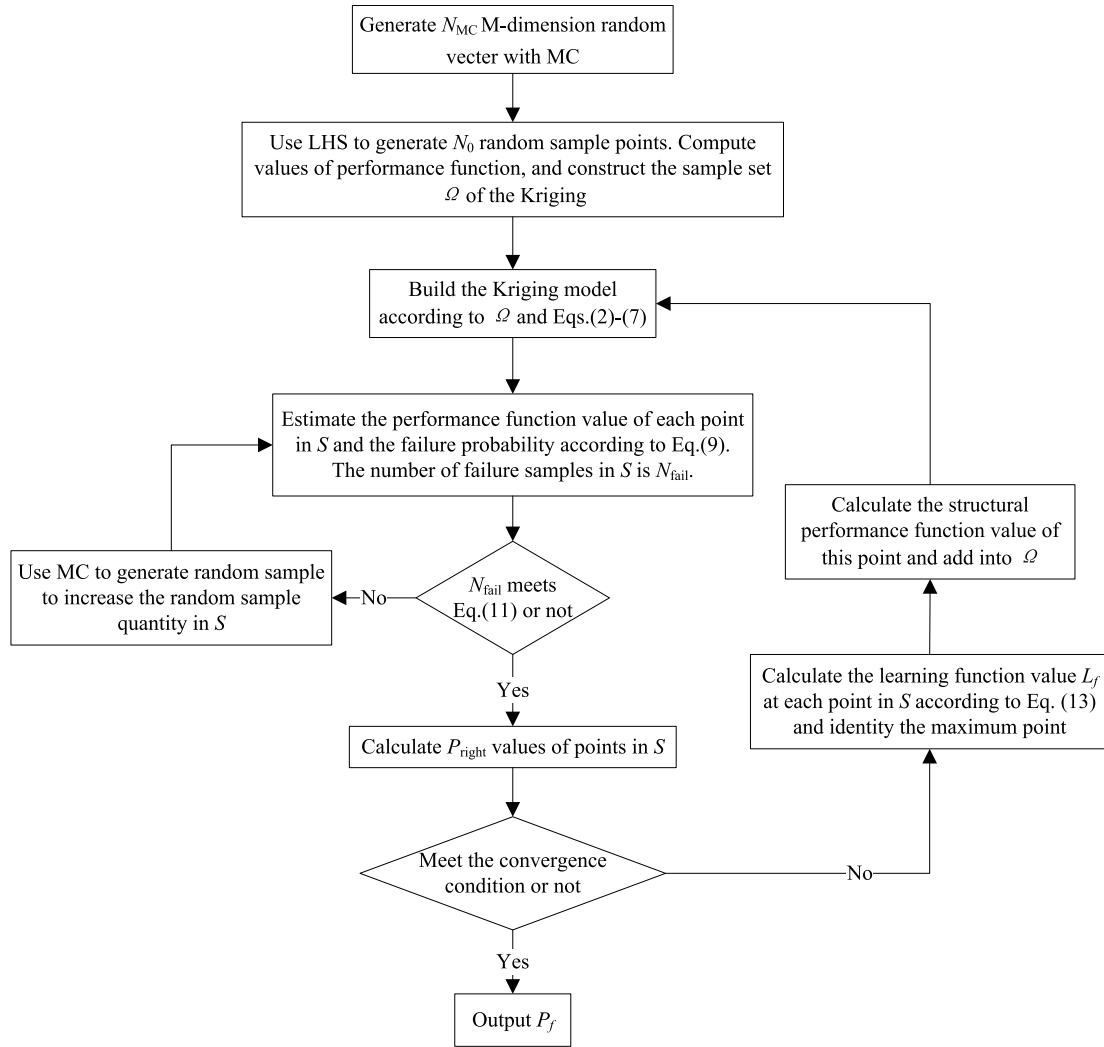 Generate N_MC M-dimension random
vecter with MC
Use LHS to generate N_0 random sample points. Compute
values of performance function, and construct the sample set
Ω of the Kriging
Build the Kriging model
according to Ω and Eqs.(2)-(7)
Estimate the performance function value of each point
in S and the failure probability according to Eq.(9).
The number of failure samples in S is N_fail.
Use MC to generate random sample
to increase the random sample
quantity in S
No
N_fail meets
Eq.(11) or not
Yes
Calculate P_right values of points in S
Meet the convergence
condition or not
No
Calculate the learning function value L_f
at each point in S according to Eq. (13)
and identity the maximum point
Calculate the structural
performance function value of
this point and add into Ω
Yes
Output P_f